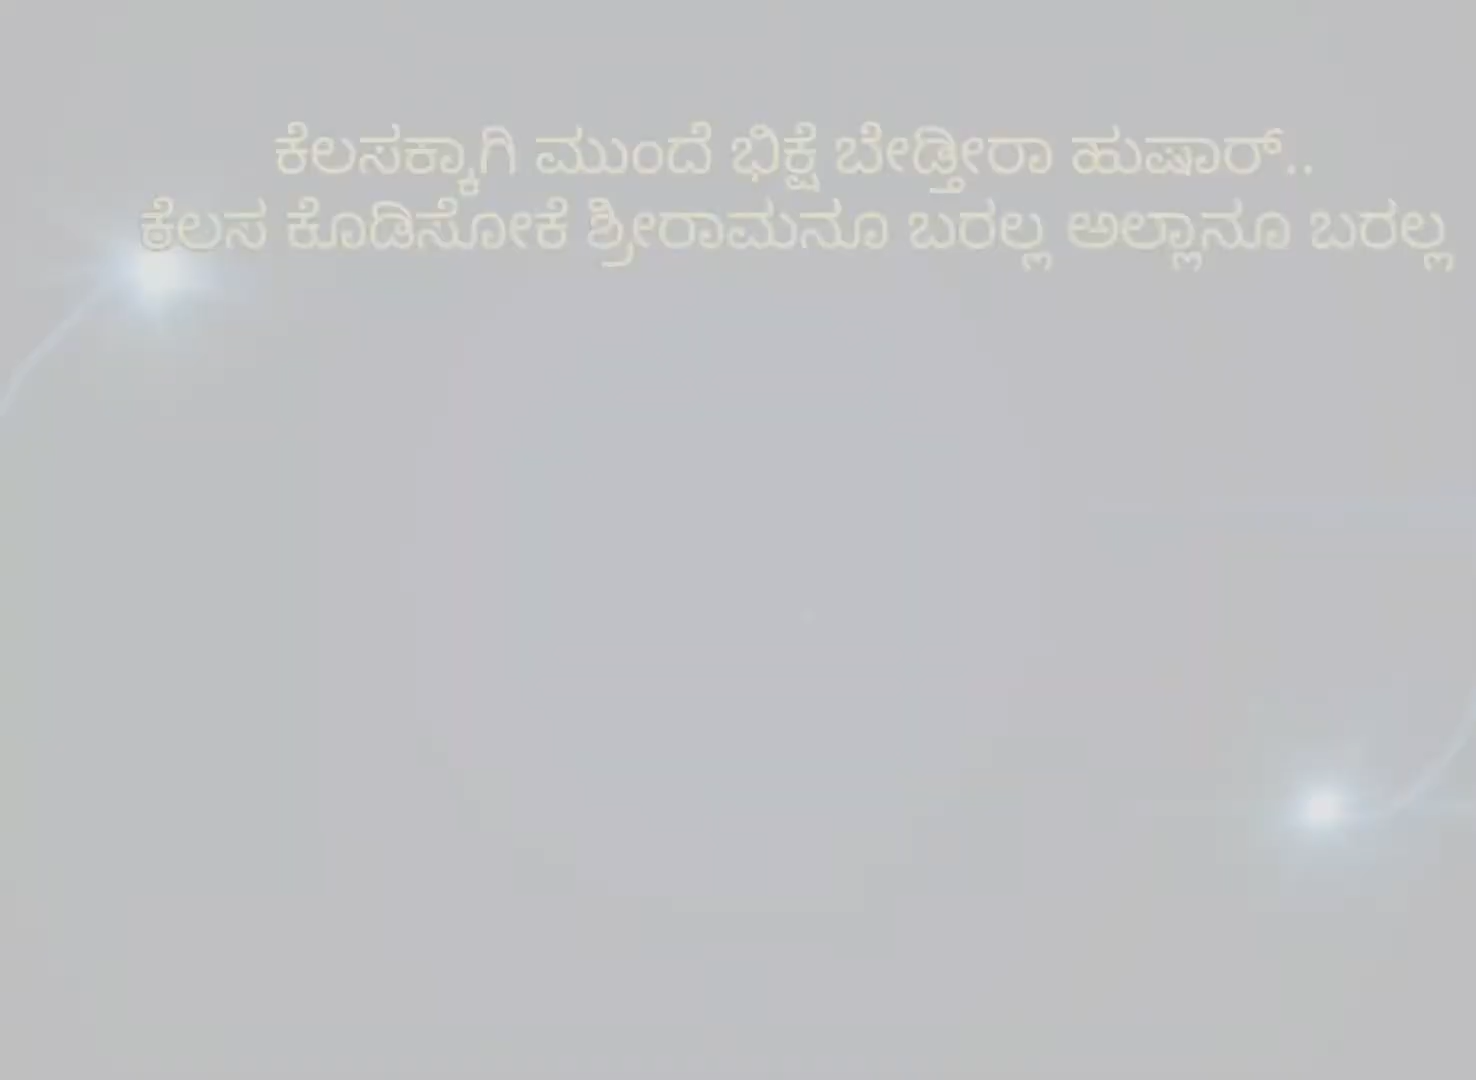 ಕೆಲಸಕ್ಕಾಗಿ ಮುಂದೆ ಭಿಕ್ಷೆ ಬೇಡ್ತೀರಾ ಹುಷಾರ್..
ಕೆಲಸ ಕೊಡಿಸೋಕೆ ಶ್ರೀರಾಮನೂ ಬರಲ್ಲ ಅಲ್ಲಾನೂ ಬರಲ್ಲ